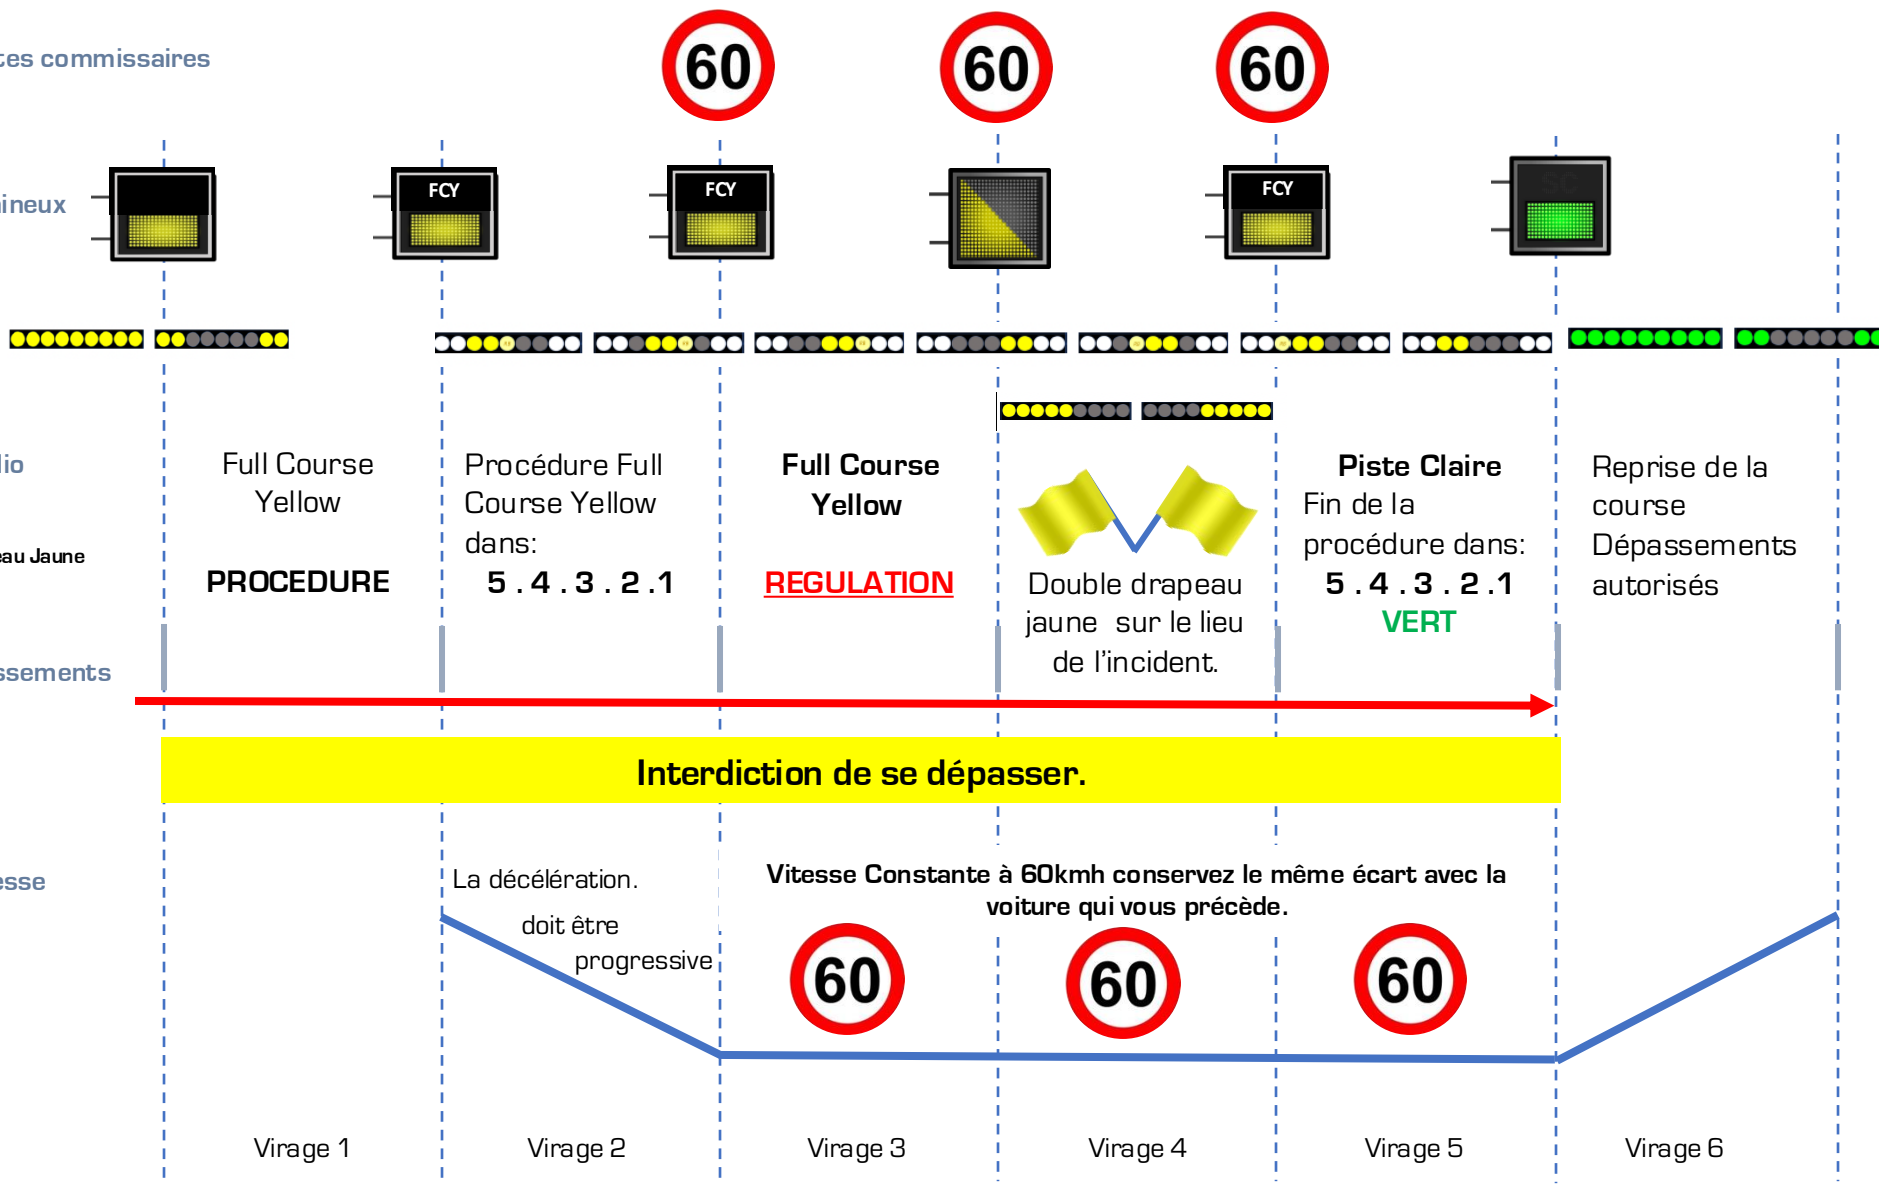 60 60 60
tes commissaires
FCY FCY FCY SC
ineux
lio
Full Course
Yellow
PROCEDURE
Procédure Full
Course Yellow
dans:
5 . 4 . 3 . 2 .1
Full Course
Yellow
REGULATION
Double drapeau
jaune sur le lieu
de l'incident.
Piste Claire
Fin de la
procédure dans:
5 . 4 . 3 . 2 .1
VERT
Reprise de la
course
Dépassements
autorisés
eau Jaune
ssements
Interdiction de se dépasser.
esse
La décélération.
doit être
progressive
Vitesse Constante à 60kmh conservez le même écart avec la
voiture qui vous précède.
60 60 60
Virage 1 Virage 2 Virage 3 Virage 4 Virage 5 Virage 6